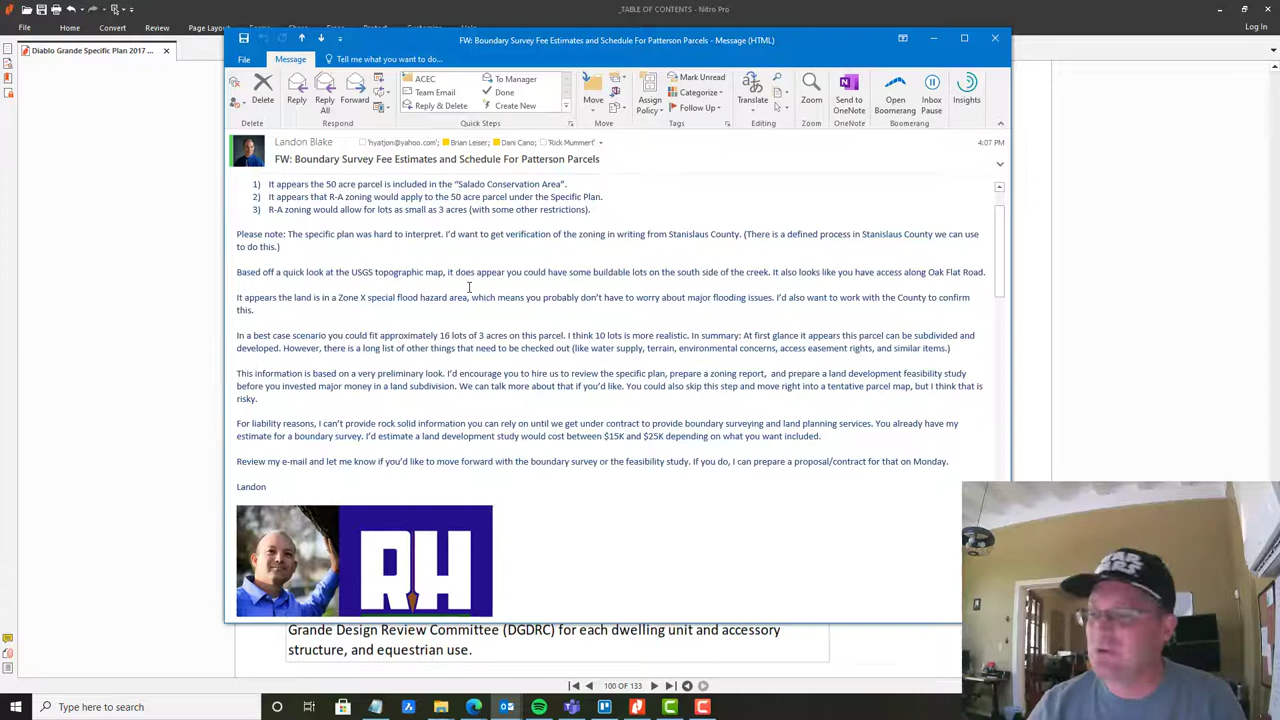 _TABLE OF CONTENTS - Nitro Pro
File Home Convert Review Log In
Diablo Grande Specific Plan 2017 ...
FW: Boundary Survey Fee Estimates and Schedule For Patterson Parcels - Message (HTML)
File Message Tell me what you want to do...
ACEC To Manager Mark Unread
Team Email Done Categorize
Reply & Delete Create New Follow Up
Delete Reply Reply All Forward Move Assign Policy Translate Zoom Send to OneNote Open Boomerang Inbox Pause Insights
Delete Respond Quick Steps Move Tags Editing Zoom OneNote Boomerang
Landon Blake 'hyatjon@yahoo.com'; Brian Leiser; Dani Cano; 'Rick Mummert' 4:07 PM
FW: Boundary Survey Fee Estimates and Schedule For Patterson Parcels
1) It appears the 50 acre parcel is included in the “Salado Conservation Area”.
2) It appears that R-A zoning would apply to the 50 acre parcel under the Specific Plan.
3) R-A zoning would allow for lots as small as 3 acres (with some other restrictions).
Please note: The specific plan was hard to interpret. I’d want to get verification of the zoning in writing from Stanislaus County. (There is a defined process in Stanislaus County we can use
to do this.)
Based off a quick look at the USGS topographic map, it does appear you could have some buildable lots on the south side of the creek. It also looks like you have access along Oak Flat Road.
It appears the land is in a Zone X special flood hazard area, which means you probably don’t have to worry about major flooding issues. I’d also want to work with the County to confirm
this.
In a best case scenario you could fit approximately 16 lots of 3 acres on this parcel. I think 10 lots is more realistic. In summary: At first glance it appears this parcel can be subdivided and
developed. However, there is a long list of other things that need to be checked out (like water supply, terrain, environmental concerns, access easement rights, and similar items.)
This information is based on a very preliminary look. I’d encourage you to hire us to review the specific plan, prepare a zoning report, and prepare a land development feasibility study
before you invested major money in a land subdivision. We can talk more about that if you’d like. You could also skip this step and move right into a tentative parcel map, but I think that is
risky.
For liability reasons, I can’t provide rock solid information you can rely on until we get under contract to provide boundary surveying and land planning services. You already have my
estimate for a boundary survey. I’d estimate a land development study would cost between $15K and $25K depending on what you want included.
Review my e-mail and let me know if you’d like to move forward with the boundary survey or the feasibility study. If you do, I can prepare a proposal/contract for that on Monday.
Landon
RH
STAR WARS
Grande Design Review Committee (DGDRC) for each dwelling unit and accessory
structure, and equestrian use.
100 OF 133
Type here to search